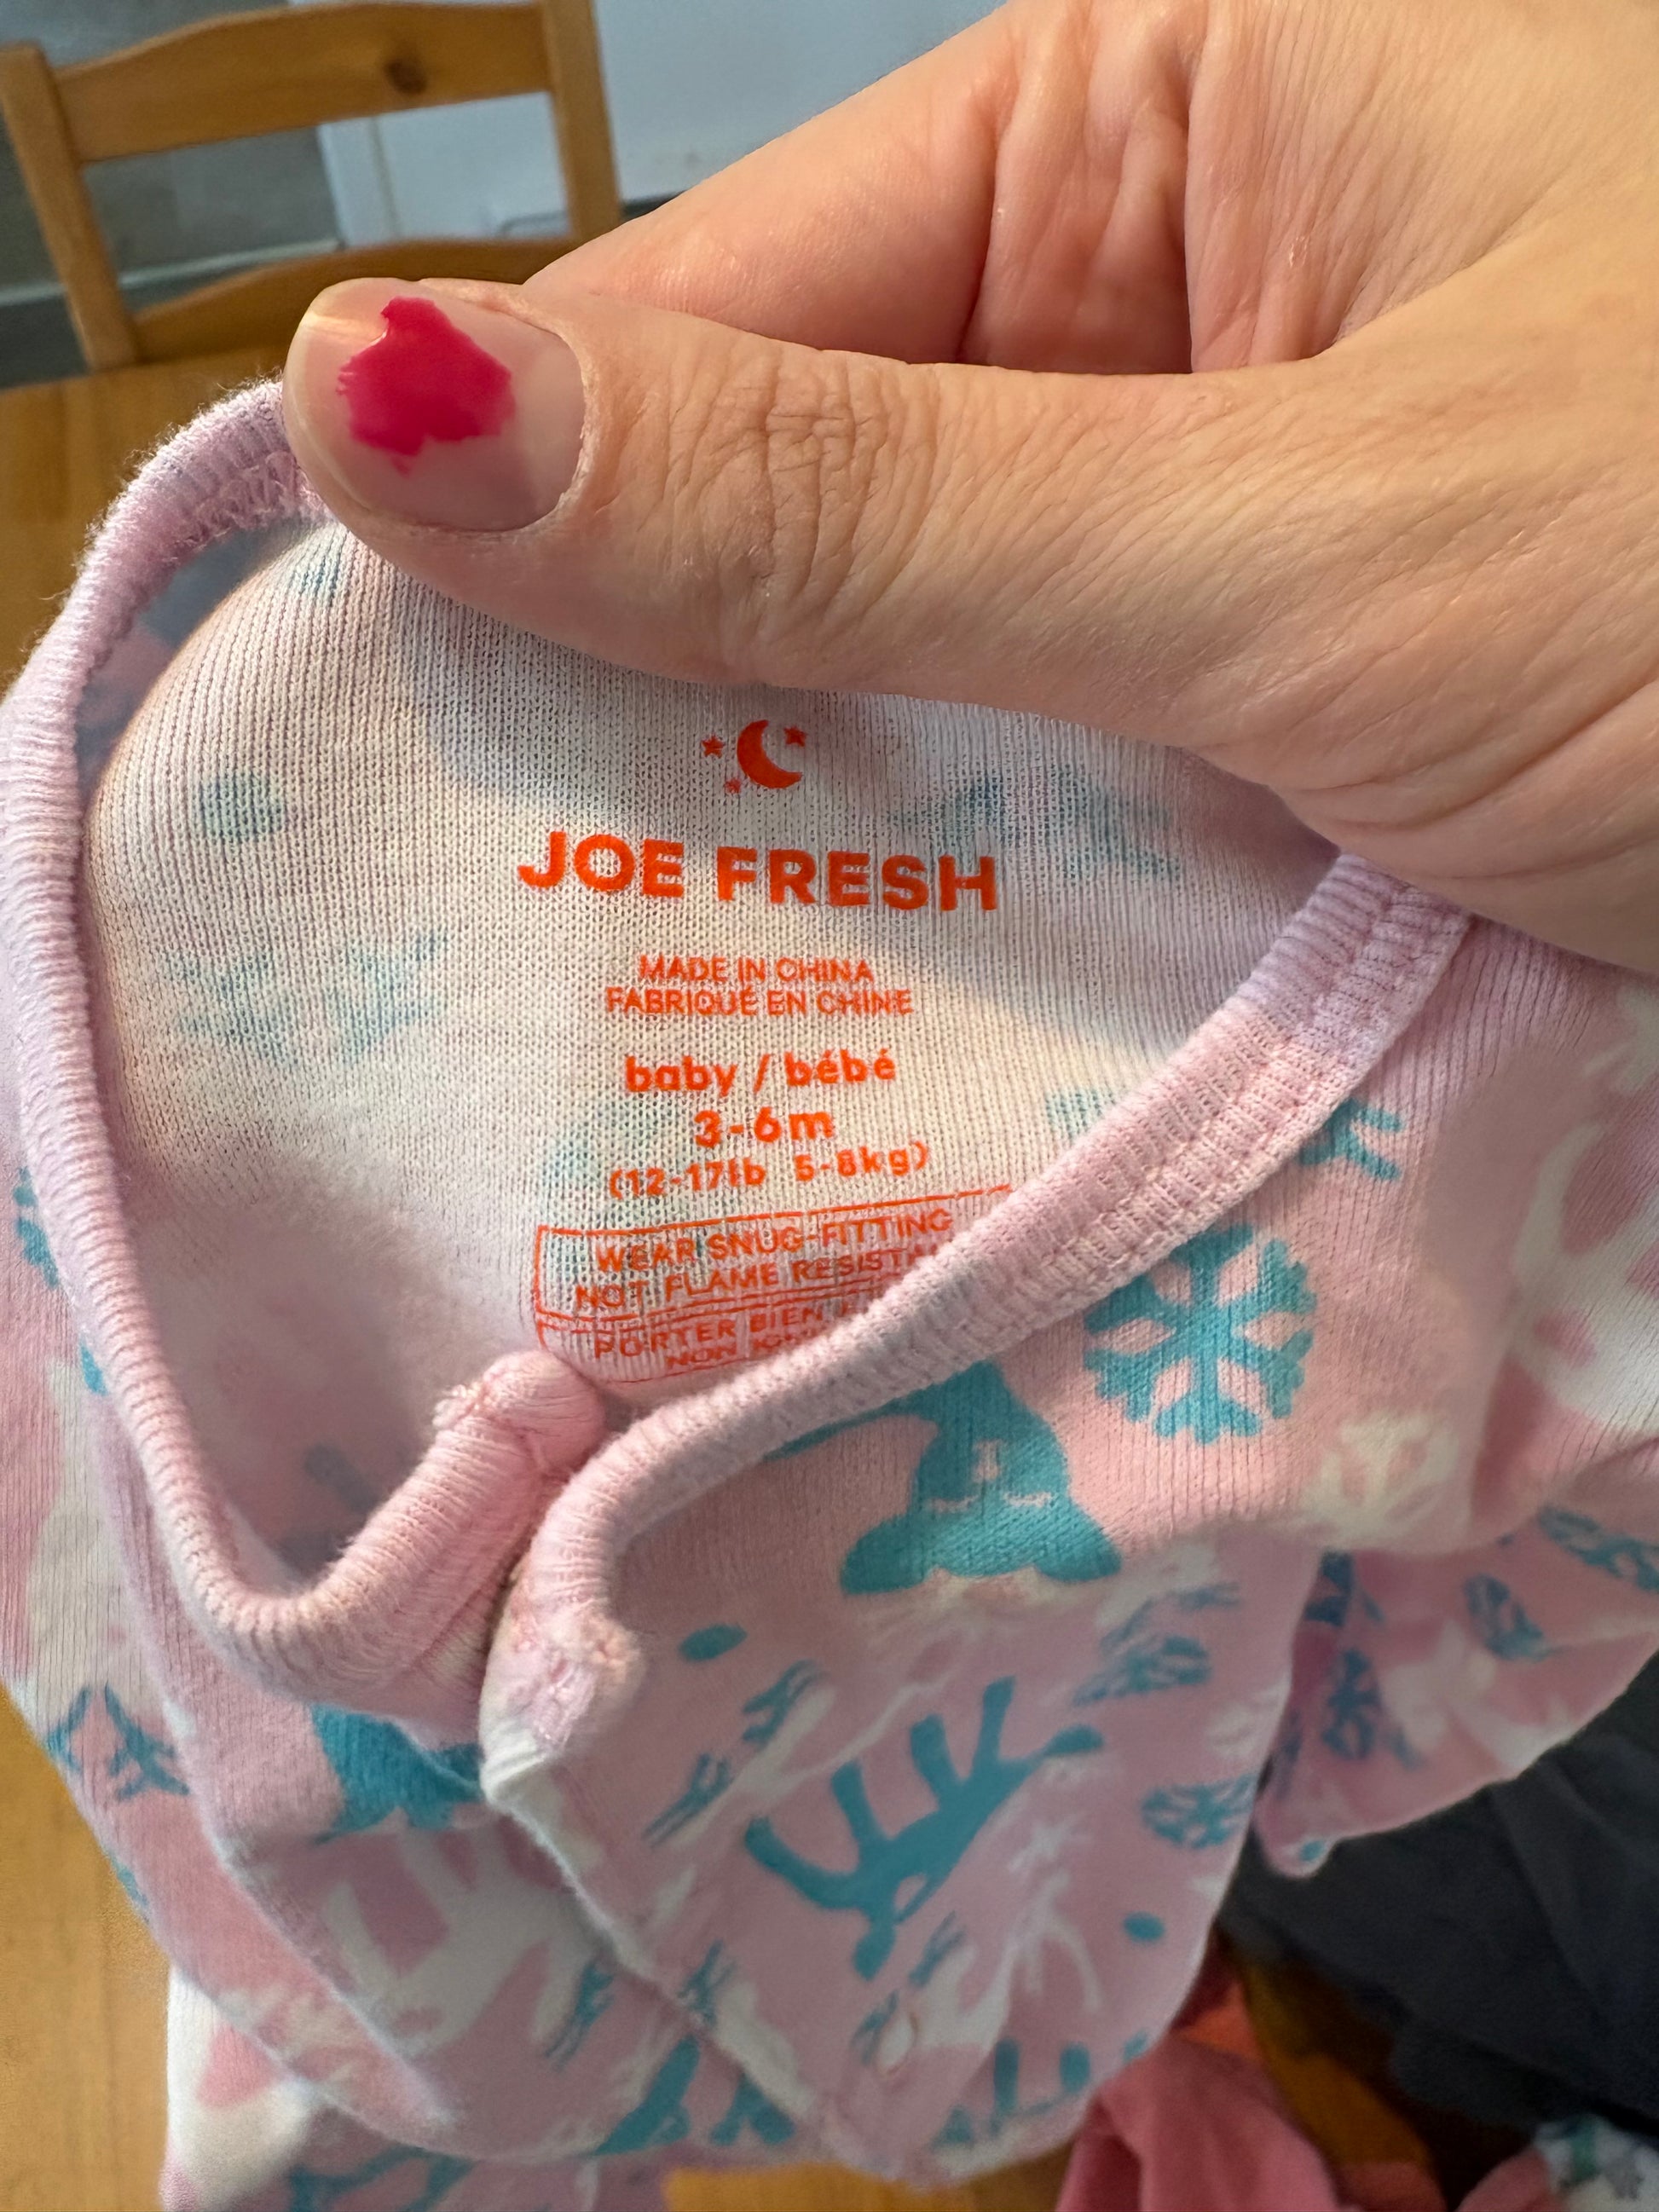 JOE FRESH
MADE IN CHINA
FABRIQUÉ EN CHINE
baby / bébé
3-6m
(12-17lb 5-8kg)
WEAR SNUG-FITTING
NOT FLAME
PORTER BIEN
NON